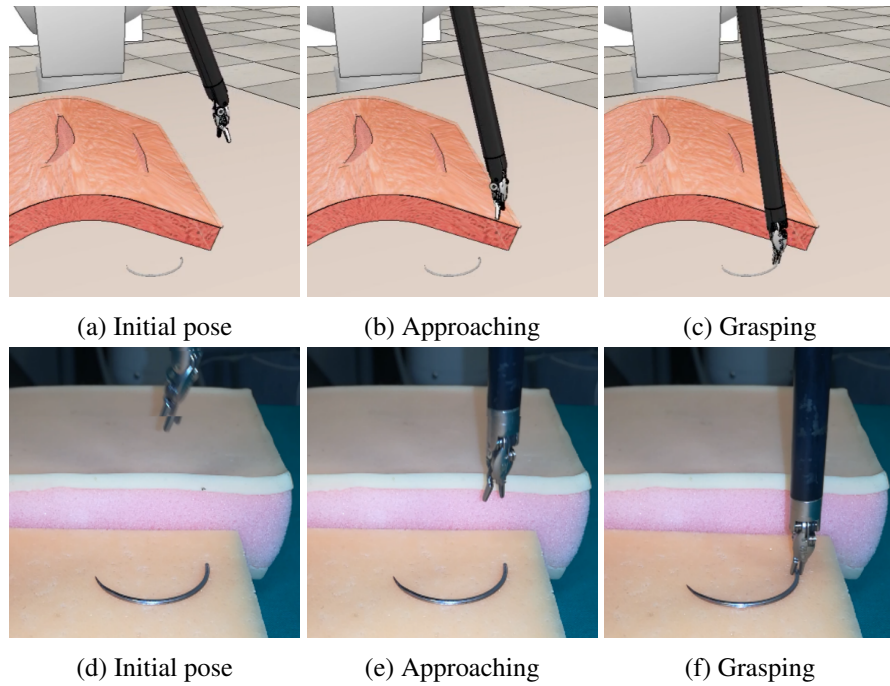 (a) Initial pose
(b) Approaching
(c) Grasping
(d) Initial pose
(e) Approaching
(f) Grasping